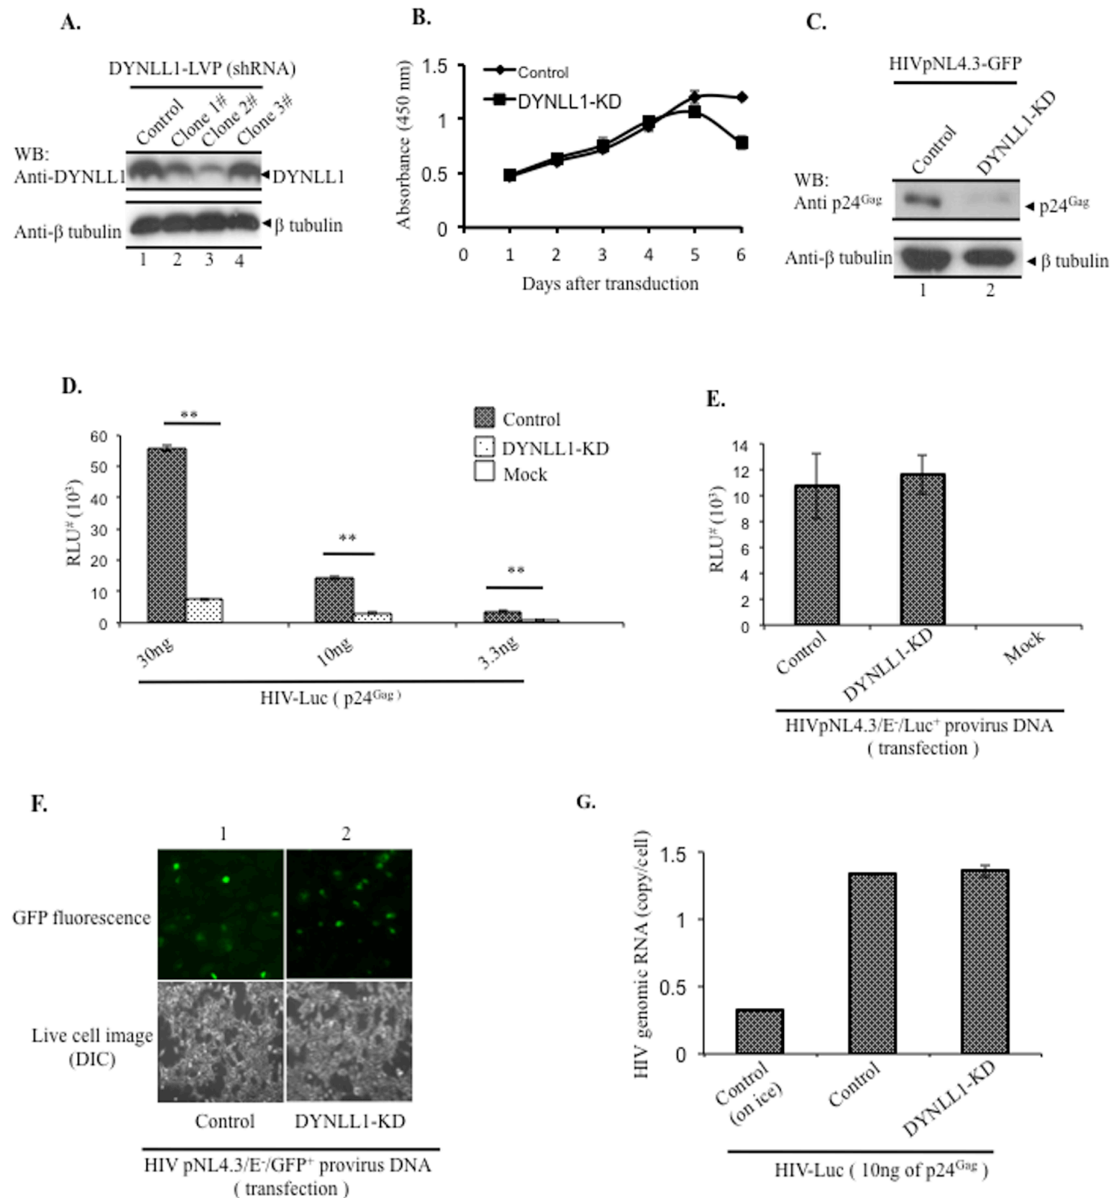 A.
DYNLL1-LVP (shRNA)
Control
Clone 1#
Clone 2#
Clone 3#
WB:
Anti-DYNLL1
DYNLL1
Anti-β tubulin
β tubulin
1 2 3 4
B.
Absorbance (450 nm)
1.5
1
0.5
0
Control
DYNLL1-KD
0 1 2 3 4 5 6
Days after transduction
C.
HIVpNL4.3-GFP
Control
DYNLL1-KD
WB:
Anti p24Gag
p24Gag
Anti-β tubulin
β tubulin
1 2
D.
RLU# (10³)
60
50
40
30
20
10
0
**
**
**
Control
DYNLL1-KD
Mock
30ng
10ng
3.3ng
HIV-Luc ( p24Gag )
E.
RLU# (10³)
14
12
10
8
6
4
2
0
Control
DYNLL1-KD
Mock
HIVpNL4.3/E-/Luc+ provirus DNA
( transfection )
F.
1 2
GFP fluorescence
Live cell image
(DIC)
Control DYNLL1-KD
HIV pNL4.3/E-/GFP+ provirus DNA
( transfection )
G.
HIV genomic RNA (copy/cell)
1.5
1
0.5
0
Control
(on ice)
Control
DYNLL1-KD
HIV-Luc ( 10ng of p24Gag )